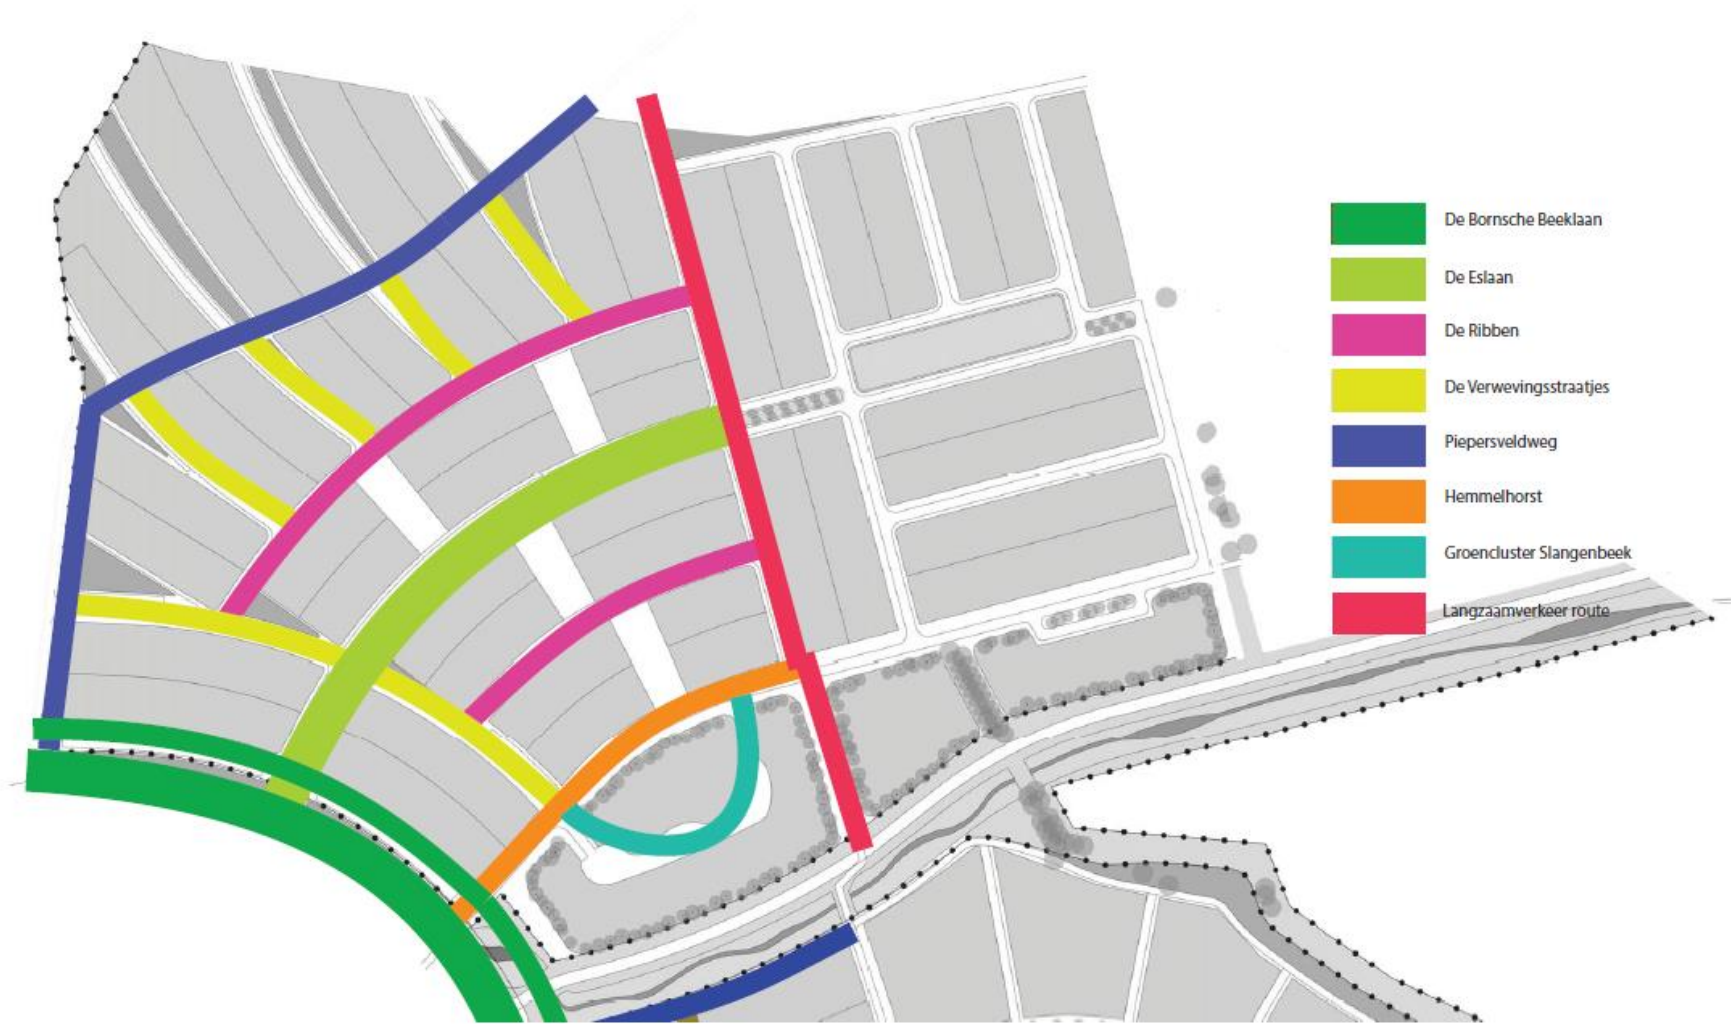 De Bornsche Beeklaan
De Eslaan
De Ribben
De Verwevingsstraatjes
Piepersveldweg
Hemmelhorst
Groencluster Slangenbeek
Langzaamverkeer route